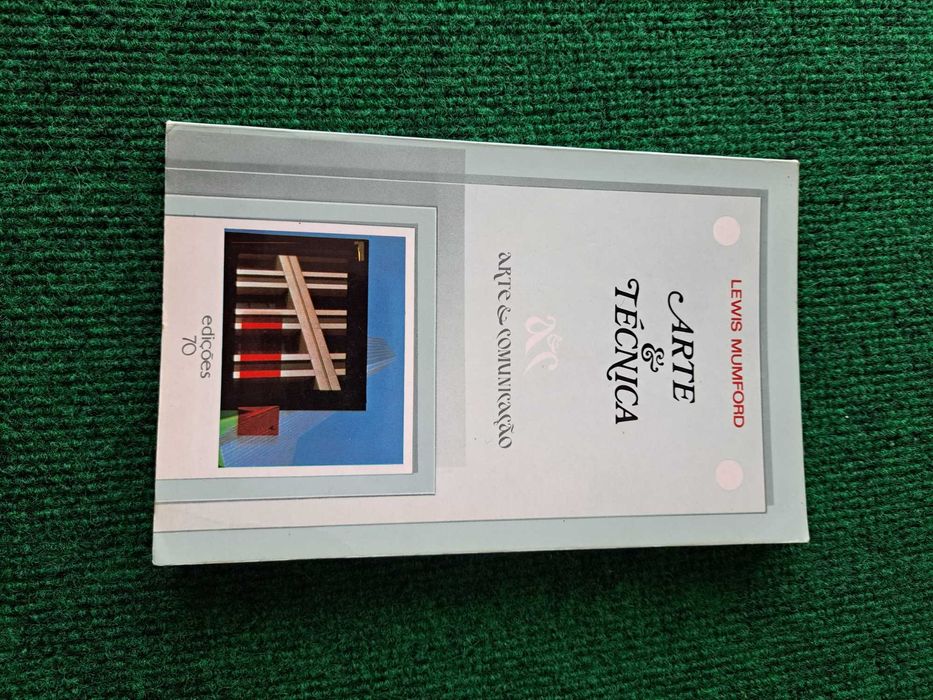 LEWIS MUMFORD
ARTE
&
TÉCNICA
a&c
arte & comunicação
edições
70